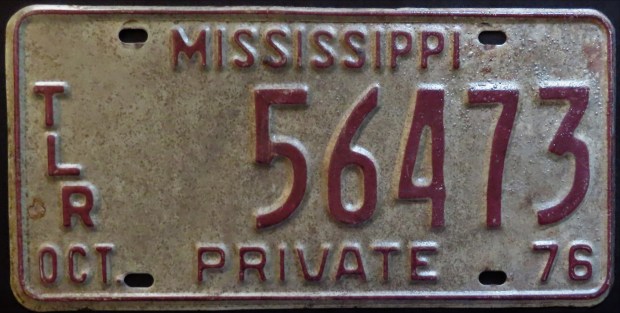 MISSISSIPPI
TLR 56473
OCT. PRIVATE 76